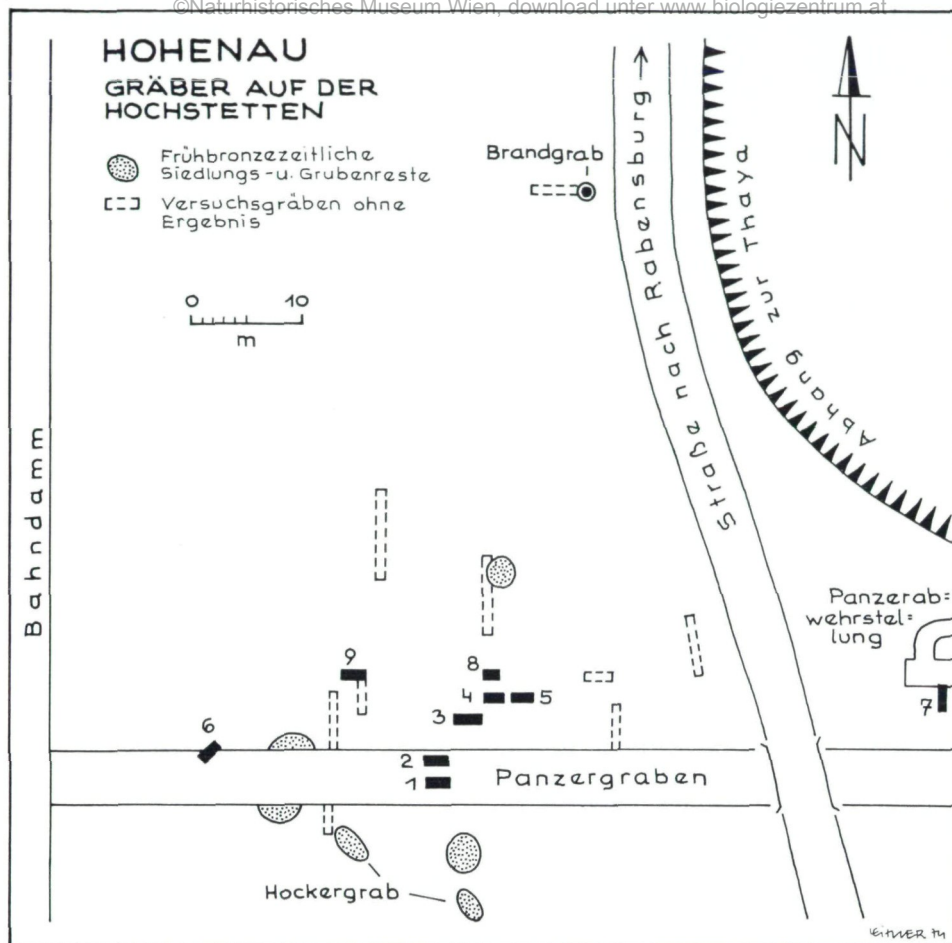 ©Naturhistorisches Museum Wien, download unter www.biologiezentrum.at
HOHENAU
GRÄBER AUF DER
HOCHSTETTEN
Frühbronzezeitliche
Siedlungs-u. Grubenreste
Versuchsgräben ohne
Ergebnis
0 10
m
Brandgrab
Straße nach Rabensburg
N
Abhang zur Thaya
Bahndamm
Panzerab=
wehrstel=
lung
7
9
8
4
5
3
6
2
1
Panzergraben
Hockergrab